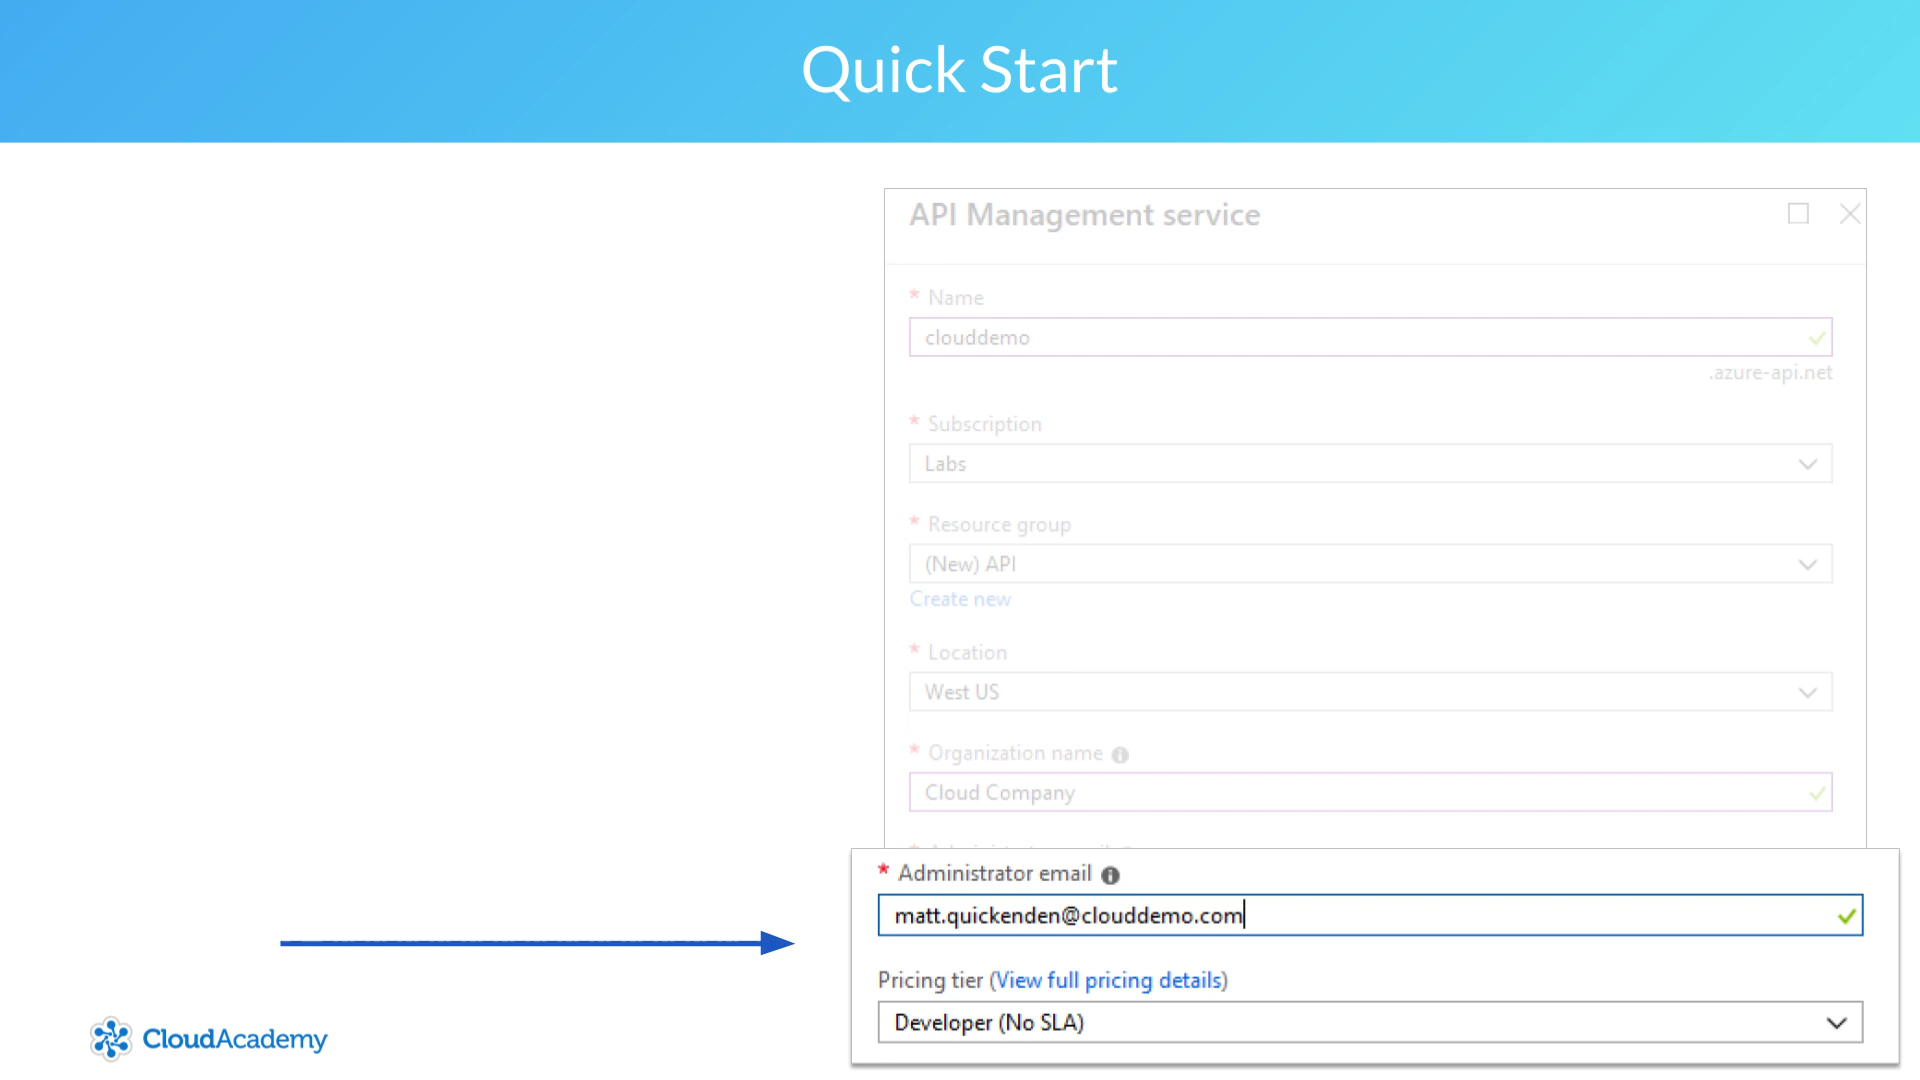 Quick Start
API Management service
* Name
clouddemo
.azure-api.net
* Subscription
Labs
* Resource group
(New) API
Create new
* Location
West US
* Organization name
Cloud Company
* Administrator email
matt.quickenden@clouddemo.com
Pricing tier (View full pricing details)
Developer (No SLA)
CloudAcademy